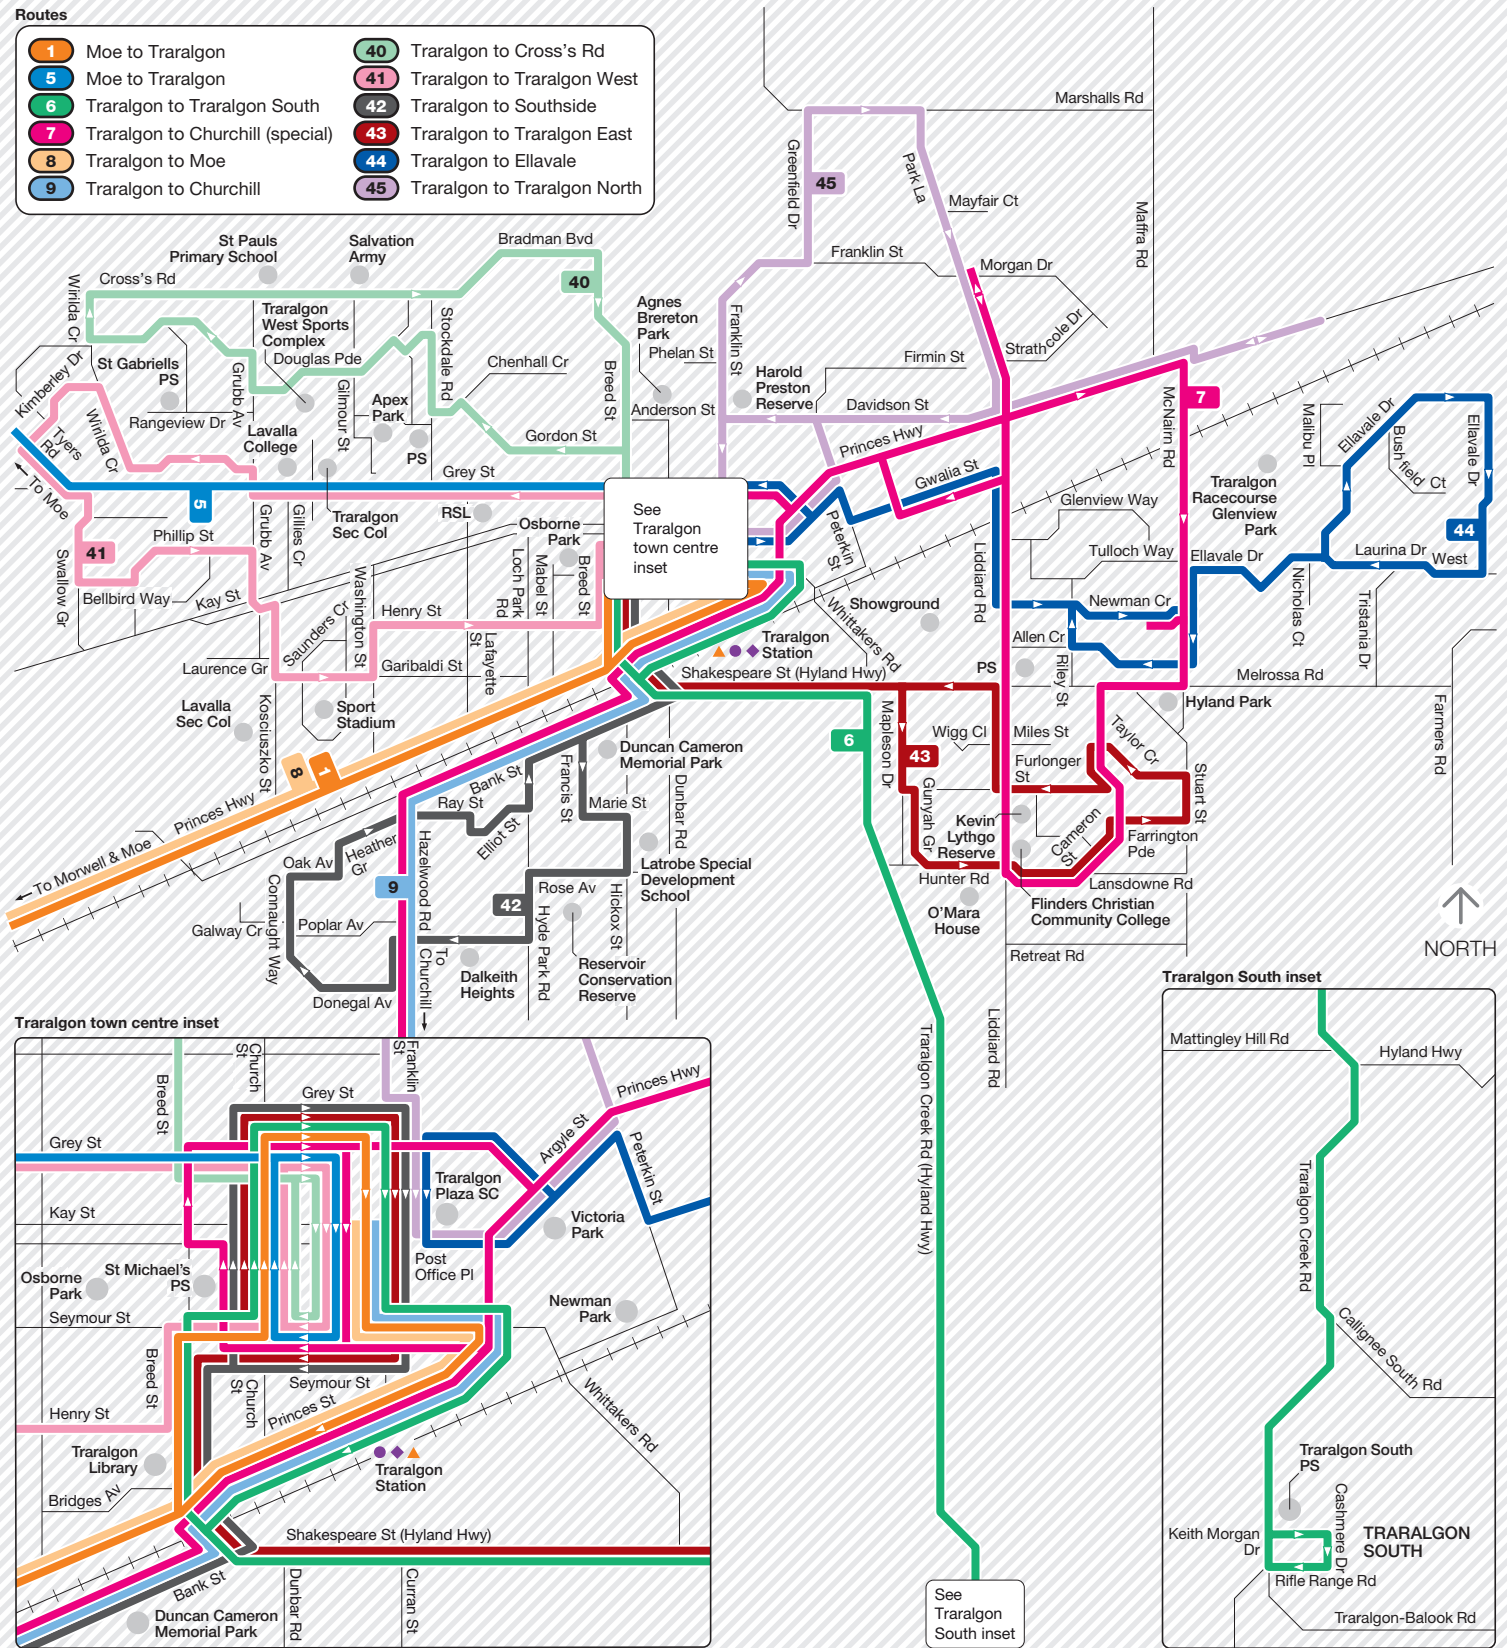 Routes
1 Moe to Traralgon
5 Moe to Traralgon
6 Traralgon to Traralgon South
7 Traralgon to Churchill (special)
8 Traralgon to Moe
9 Traralgon to Churchill
40 Traralgon to Cross's Rd
41 Traralgon to Traralgon West
42 Traralgon to Southside
43 Traralgon to Traralgon East
44 Traralgon to Ellavale
45 Traralgon to Traralgon North
Marshalls Rd
Greenfield Dr
45
Park La
Mayfair Ct
Maffra Rd
Franklin St
Morgan Dr
Strathcole Dr
St Pauls
Primary School
Salvation
Army
Bradman Bvd
Cross's Rd
40
Wirilda Cr
Traralgon
West Sports
Complex
Agnes
Brereton
Park
Phelan St
Franklin St
Firmin St
Stockdale Rd
Douglas Pde
Chenhall Cr
Breed St
Kimberley Dr
St Gabriells
PS
Grubb Av
Gilmour St
Apex
Park
Harold
Preston
Reserve
Anderson St
Davidson St
7
Rangeview Dr
Wirilda Cr
Lavalla
College
PS
Gordon St
Princes Hwy
McNairn Rd
Malibu Pl
Ellavale Dr
Bushfield Ct
Ellavale Dr
Tyers
Rd
To Moe
Grey St
Gwalia St
5
Traralgon
Sec Col
RSL
See
Traralgon
town centre
inset
Traralgon
Racecourse
Glenview
Park
Glenview Way
Tulloch Way
44
Phillip St
41
Grubb Av
Gillies Cr
Osborne
Park
Peterkin
St
Liddiard Rd
Ellavale Dr
Laurina Dr
West
Swallow Gr
Bellbird Way
Kay St
Washington St
Loch Park
Rd
Mabel St
Breed St
Whittakers Rd
Showground
Newman Cr
Nicholas Ct
Tristania Dr
Henry St
Saunders Cr
Lafayette
St
Allen Cr
Traralgon
Station
Laurence Gr
Garibaldi St
Shakespeare St (Hyland Hwy)
PS
Riley St
Melrossa Rd
Farmers Rd
Lavalla
Sec Col
Kosciuszko St
Sport
Stadium
Mapleson Dr
Hyland Park
6
Wigg Cl
Miles St
Taylor Cr
Duncan Cameron
Memorial Park
43
Furlonger
St
Stuart St
8
1
Bank St
Francis St
Dunbar Rd
Princes Hwy
Ray St
Marie St
Gunyah Gr
Kevin
Lythgo
Reserve
Cameron
St
Farrington
Pde
Elliot St
To Morwell & Moe
Oak Av
Heather
Gr
Hazelwood Rd
Latrobe Special
Development
School
Hunter Rd
Lansdowne Rd
9
Rose Av
42
O'Mara
House
Flinders Christian
Community College
Connaught Way
Poplar Av
Galway Cr
Hyde Park Rd
Hickox St
NORTH
To
Churchill
Dalkeith
Heights
Reservoir
Conservation
Reserve
Retreat Rd
Donegal Av
Liddiard Rd
Traralgon Creek Rd (Hyland Hwy)
See
Traralgon
South inset
Traralgon town centre inset
Church
St
Franklin
St
Breed St
Grey St
Princes Hwy
Argyle St
Grey St
Peterkin St
Traralgon
Plaza SC
Kay St
Victoria
Park
Post
Office Pl
Osborne
Park
St Michael's
PS
Seymour St
Newman
Park
Breed St
Church
St
Seymour St
Henry St
Princes St
Whittakers Rd
Traralgon
Library
Traralgon
Station
Bridges Av
Shakespeare St (Hyland Hwy)
Bank St
Dunbar Rd
Curran St
Duncan Cameron
Memorial Park
Traralgon South inset
Mattingley Hill Rd
Hyland Hwy
Traralgon Creek Rd
Callignee South Rd
Traralgon South
PS
Cashmere Dr
Keith Morgan
Dr
TRARALGON
SOUTH
Rifle Range Rd
Traralgon-Balook Rd